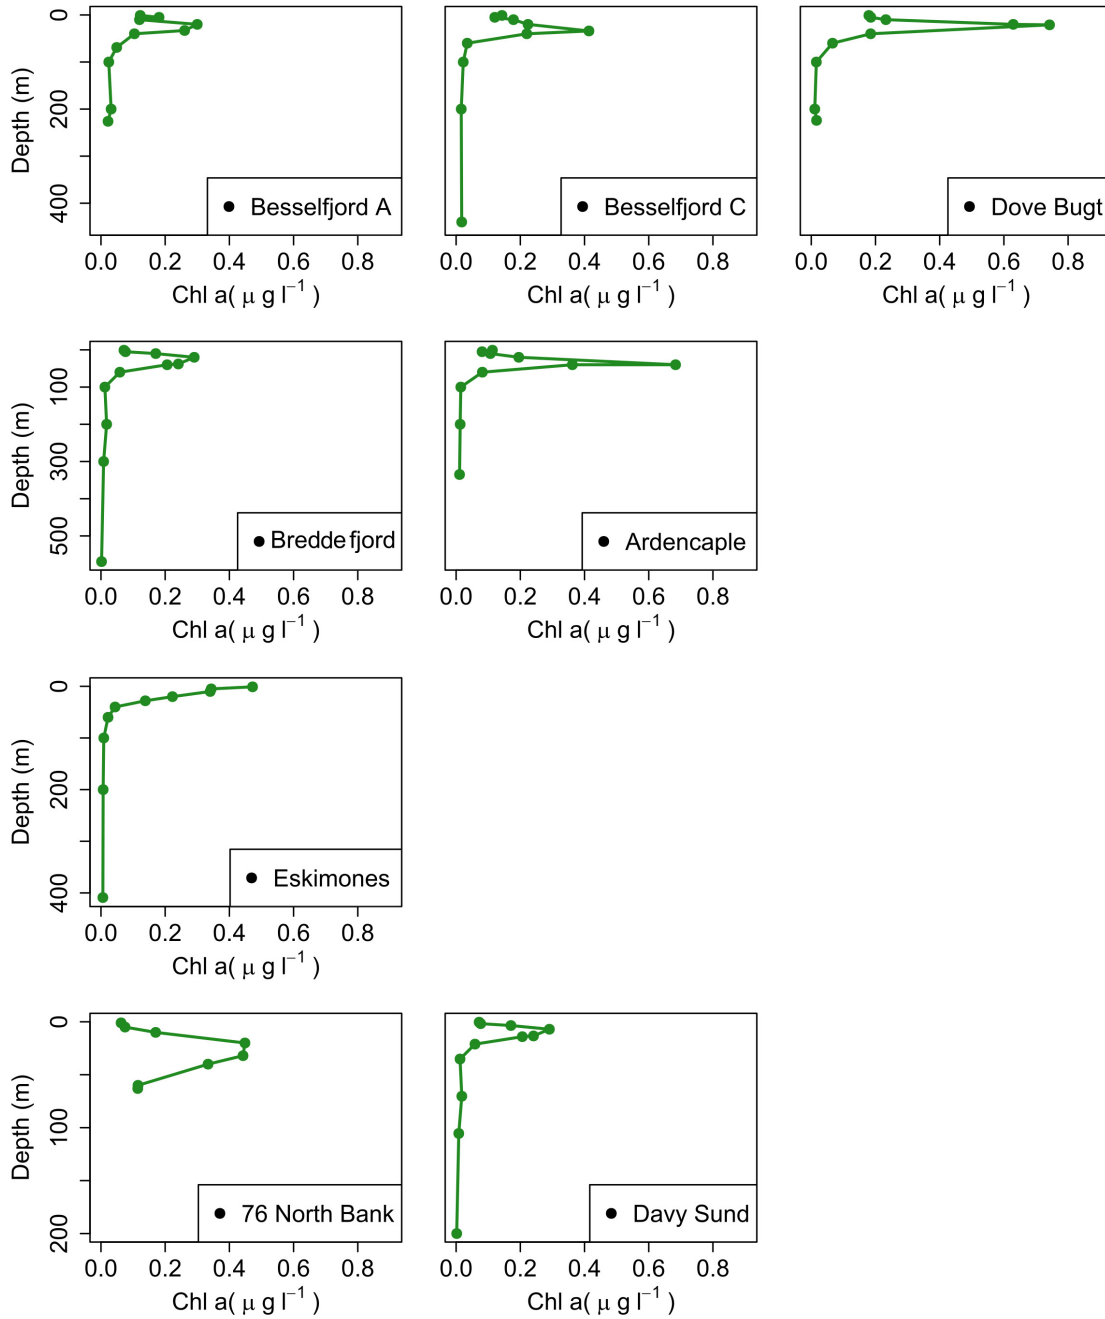 0
200
400
Depth (m)
Besselfjord A
0.0 0.2 0.4 0.6 0.8
Chl a( μ g l⁻¹ )
Besselfjord C
0.0 0.2 0.4 0.6 0.8
Chl a( μ g l⁻¹ )
Dove Bugt
0.0 0.2 0.4 0.6 0.8
Chl a( μ g l⁻¹ )
100
300
500
Depth (m)
Bredde fjord
0.0 0.2 0.4 0.6 0.8
Chl a( μ g l⁻¹ )
Ardencaple
0.0 0.2 0.4 0.6 0.8
Chl a( μ g l⁻¹ )
0
200
400
Depth (m)
Eskimones
0.0 0.2 0.4 0.6 0.8
Chl a( μ g l⁻¹ )
0
100
200
Depth (m)
76 North Bank
0.0 0.2 0.4 0.6 0.8
Chl a( μ g l⁻¹ )
Davy Sund
0.0 0.2 0.4 0.6 0.8
Chl a( μ g l⁻¹ )